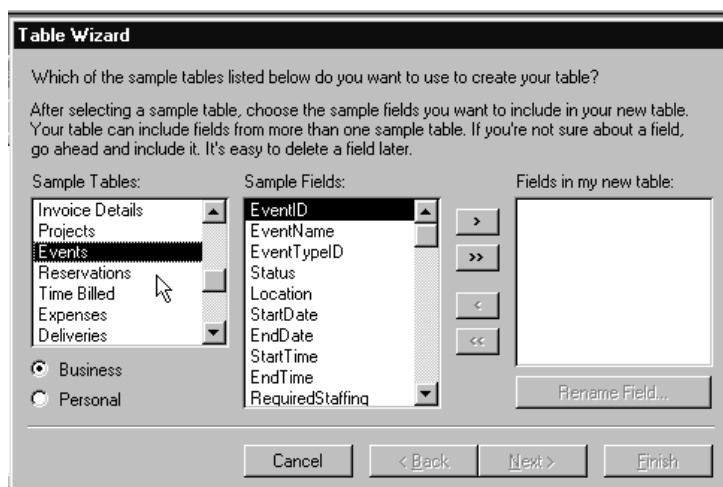 Table Wizard
Which of the sample tables listed below do you want to use to create your table?
After selecting a sample table, choose the sample fields you want to include in your new table.
Your table can include fields from more than one sample table. If you're not sure about a field,
go ahead and include it. It's easy to delete a field later.
Sample Tables:
Invoice Details
Projects
Events
Reservations
Time Billed
Expenses
Deliveries
Business
Personal
Sample Fields:
EventID
EventName
EventTypeID
Status
Location
StartDate
EndDate
StartTime
EndTime
RequiredStaffing
>
>>
<
<<
Fields in my new table:
Rename Field...
Cancel
< Back
Next >
Finish